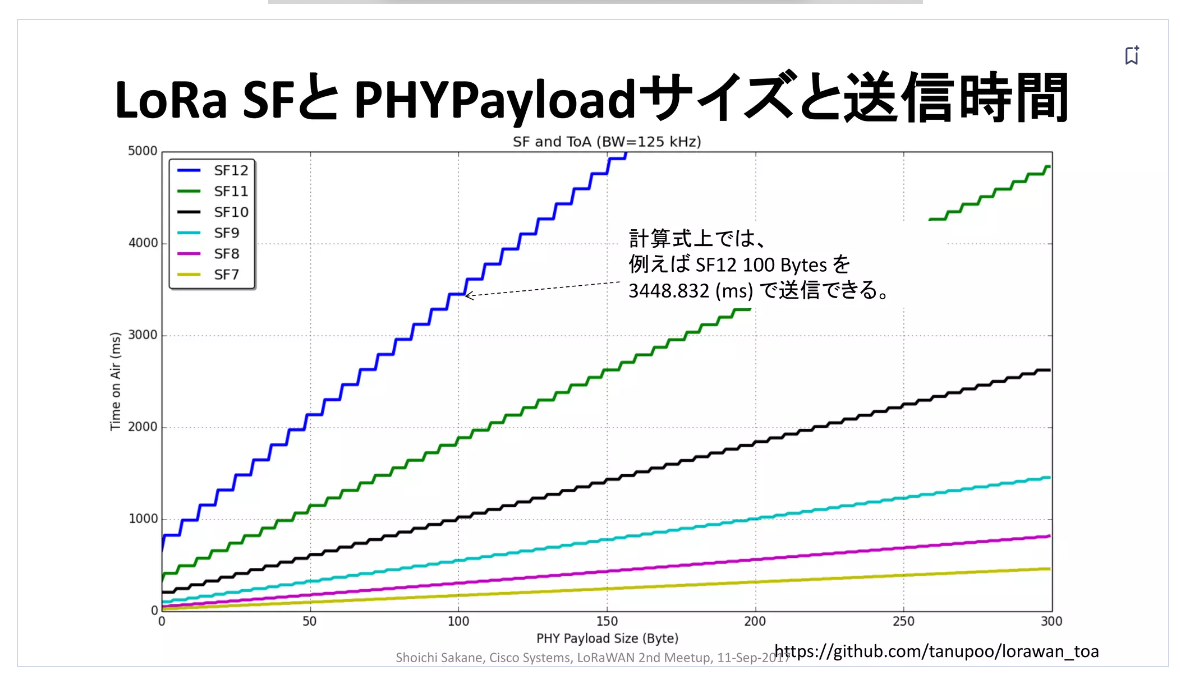 LoRa SFと PHYPayloadサイズと送信時間
SF and ToA (BW=125 kHz)
5000
4000
3000
2000
1000
0
Time on Air (ms)
SF12
SF11
SF10
SF9
SF8
SF7
計算式上では、
例えば SF12 100 Bytes を
3448.832 (ms) で送信できる。
0 50 100 150 200 250 300
PHY Payload Size (Byte)
Shoichi Sakane, Cisco Systems, LoRaWAN 2nd Meetup, 11-Sep-2017
https://github.com/tanupoo/lorawan_toa